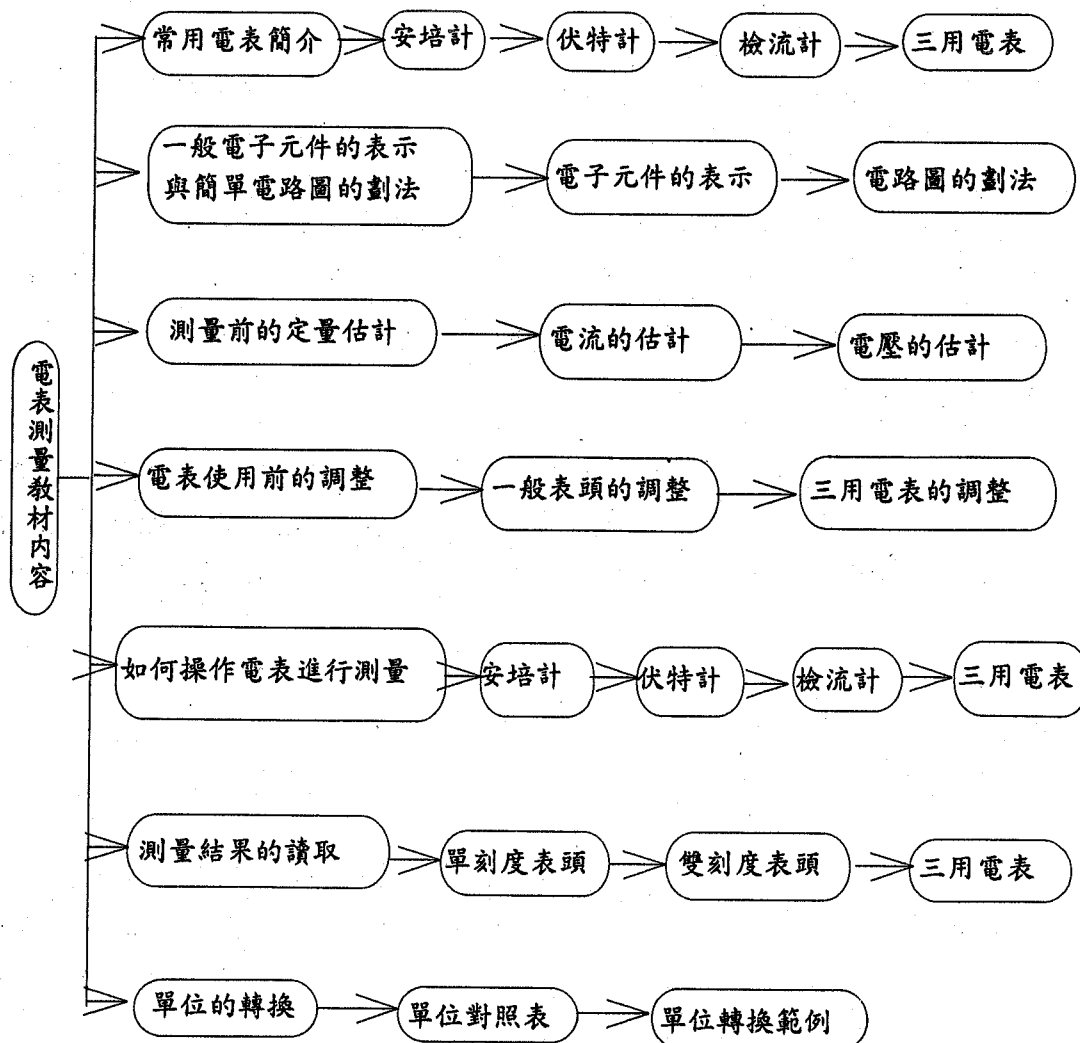 常用電表簡介
安培計
伏特計
檢流計
三用電表
一般電子元件的表示
與簡單電路圖的劃法
電子元件的表示
電路圖的劃法
測量前的定量估計
電流的估計
電壓的估計
電表測量教材内容
電表使用前的調整
一般表頭的調整
三用電表的調整
如何操作電表進行測量
安培計
伏特計
檢流計
三用電表
測量結果的讀取
單刻度表頭
雙刻度表頭
三用電表
單位的轉換
單位對照表
單位轉換範例